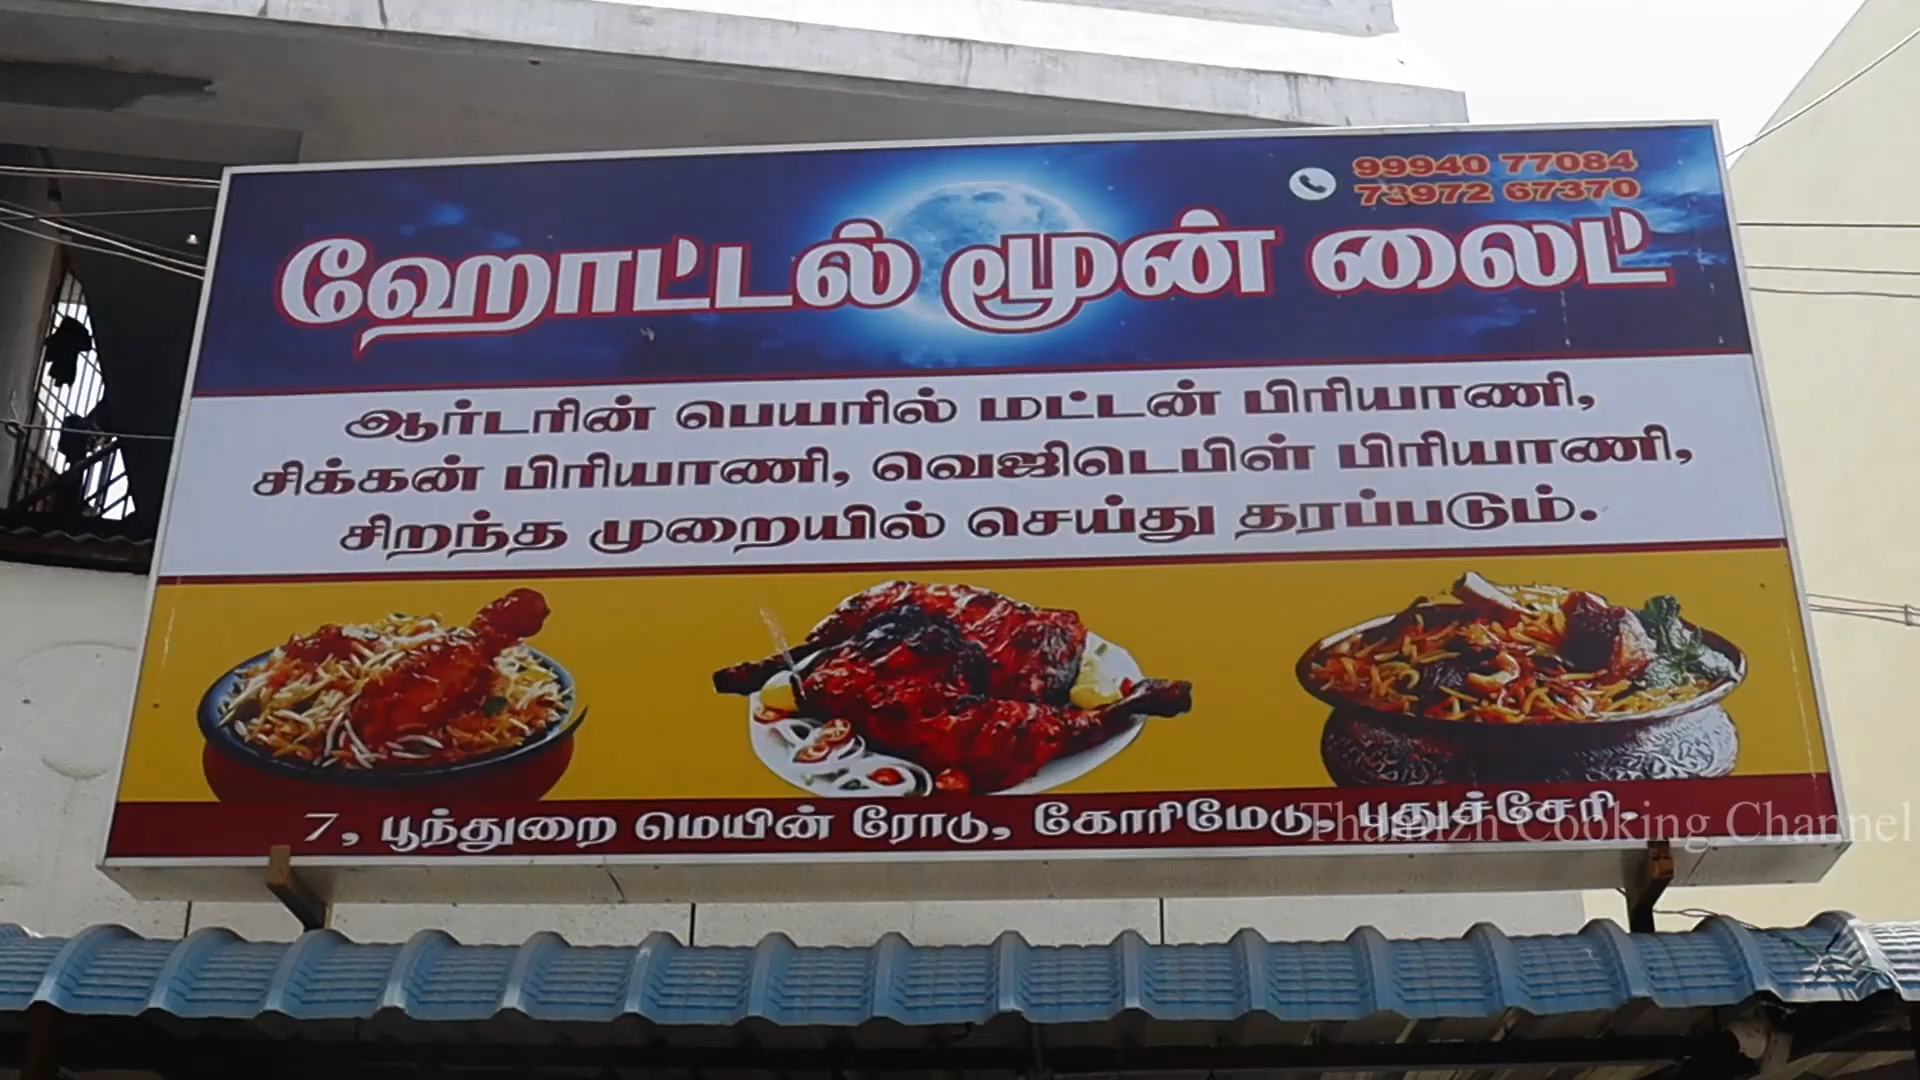 99940 77084
73972 67370
ஹோட்டல் மூன் லைட்
ஆர்டரின் பெயரில் மட்டன் பிரியாணி,
சிக்கன் பிரியாணி, வெஜிடெபிள் பிரியாணி,
சிறந்த முறையில் செய்து தரப்படும்.
7, பூந்துறை மெயின் ரோடு, கோரிமேடு, புதுச்சேரி.
Thamizh Cooking Channel